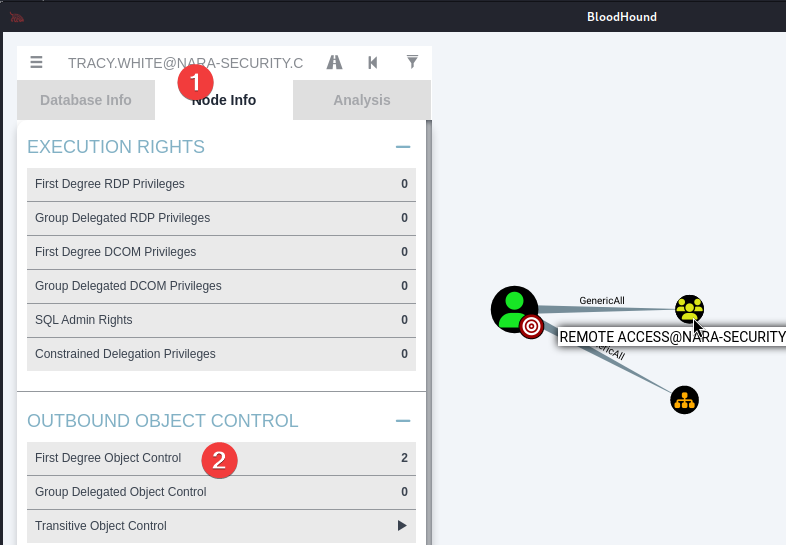 BloodHound
TRACY.WHITE@NARA-SECURITY.C
1
Database Info
Node Info
Analysis
EXECUTION RIGHTS
First Degree RDP Privileges 0
Group Delegated RDP Privileges 0
First Degree DCOM Privileges 0
Group Delegated DCOM Privileges 0
SQL Admin Rights 0
Constrained Delegation Privileges 0
OUTBOUND OBJECT CONTROL
First Degree Object Control 2
2
Group Delegated Object Control 0
Transitive Object Control
GenericAll
REMOTE ACCESS@NARA-SECURITY
ericAll